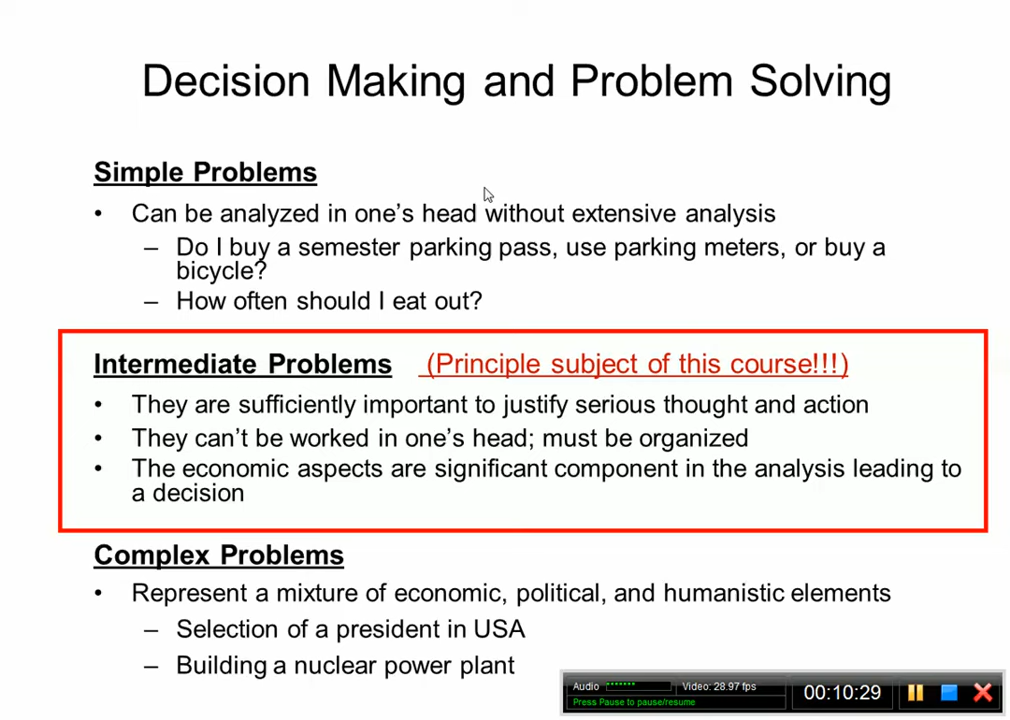 Decision Making and Problem Solving
Simple Problems
• Can be analyzed in one's head without extensive analysis
– Do I buy a semester parking pass, use parking meters, or buy a
bicycle?
– How often should I eat out?
Intermediate Problems (Principle subject of this course!!!)
• They are sufficiently important to justify serious thought and action
• They can't be worked in one's head; must be organized
• The economic aspects are significant component in the analysis leading to
a decision
Complex Problems
• Represent a mixture of economic, political, and humanistic elements
– Selection of a president in USA
– Building a nuclear power plant
Audio Video: 28.97 fps
Press Pause to pause/resume
00:10:29